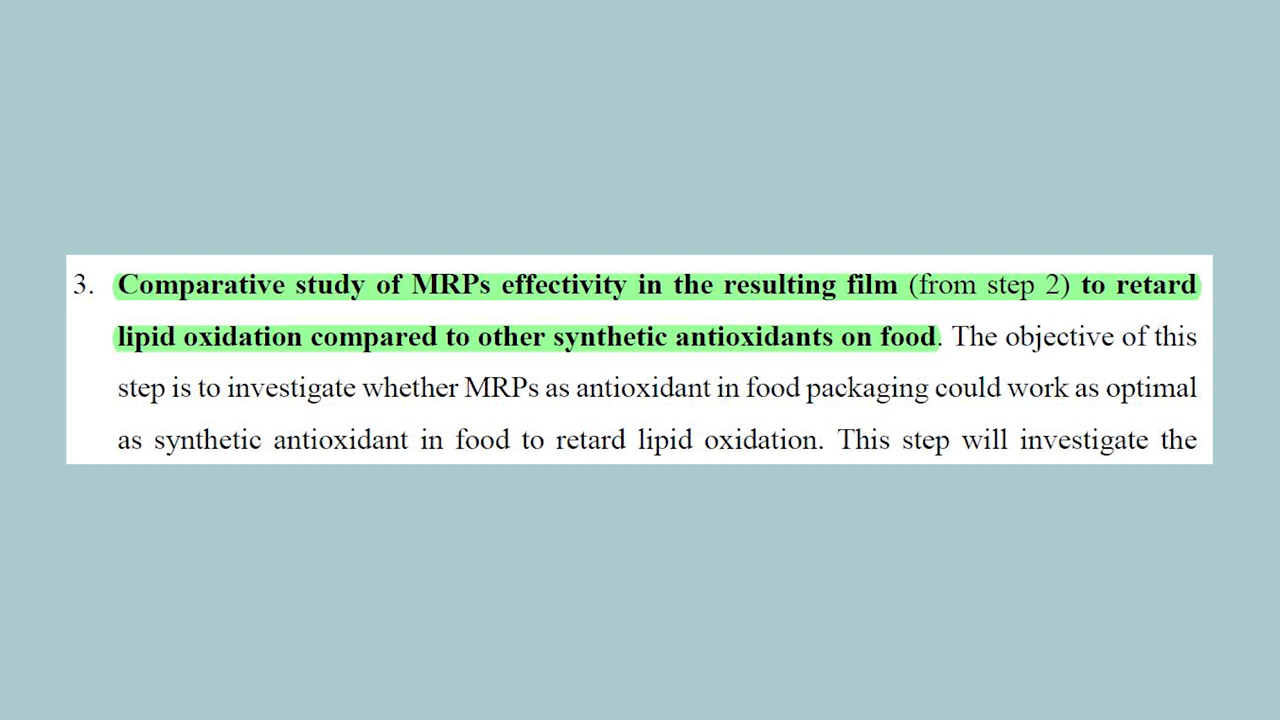 3. Comparative study of MRPs effectivity in the resulting film (from step 2) to retard
lipid oxidation compared to other synthetic antioxidants on food. The objective of this
step is to investigate whether MRPs as antioxidant in food packaging could work as optimal
as synthetic antioxidant in food to retard lipid oxidation. This step will investigate the